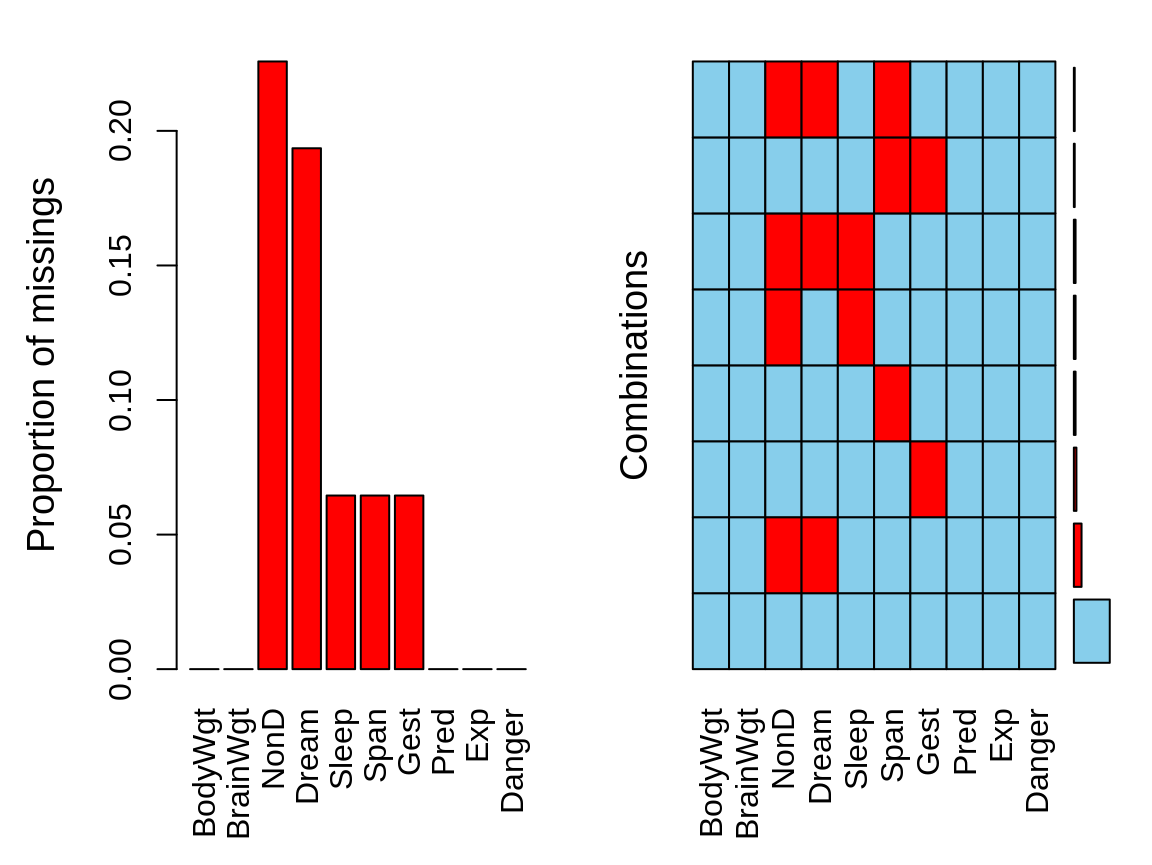 Proportion of missings
0.20
0.15
0.10
0.05
0.00
BodyWgt
BrainWgt
NonD
Dream
Sleep
Span
Gest
Pred
Exp
Danger
Combinations
BodyWgt
BrainWgt
NonD
Dream
Sleep
Span
Gest
Pred
Exp
Danger